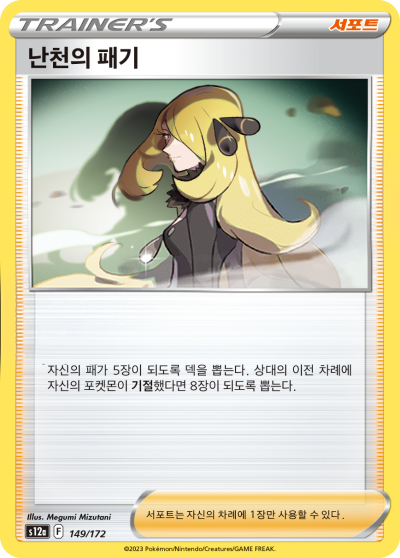 TRAINER'S
서포트
난천의 패기
자신의 패가 5장이 되도록 덱을 뽑는다. 상대의 이전 차례에
자신의 포켓몬이 기절했다면 8장이 되도록 뽑는다.
Illus. Megumi Mizutani
s12a F 149/172
서포트는 자신의 차례에 1장만 사용할 수 있다.
©2023 Pokémon/Nintendo/Creatures/GAME FREAK.